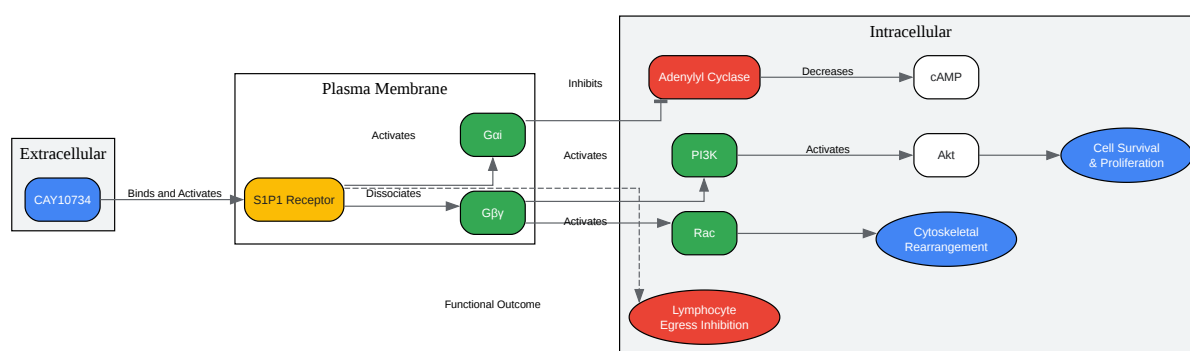 Intracellular
Inhibits
Adenylyl Cyclase
Decreases
cAMP
Plasma Membrane
Activates
Gαi
Activates
PI3K
Activates
Akt
Cell Survival
& Proliferation
Extracellular
CAY10734
Binds and Activates
S1P1 Receptor
Dissociates
Gβγ
Activates
Rac
Cytoskeletal
Rearrangement
Functional Outcome
Lymphocyte
Egress Inhibition